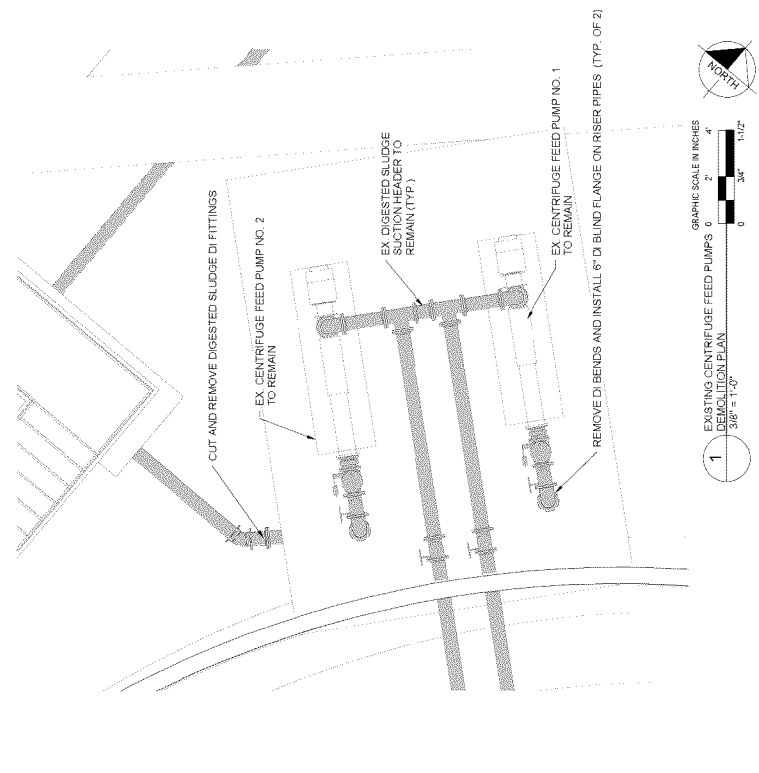 CUT AND REMOVE DIGESTED SLUDGE DI FITTINGS
EX. CENTRIFUGE FEED PUMP NO. 2
TO REMAIN
EX. DIGESTED SLUDGE
SUCTION HEADER TO
REMAIN (TYP.)
EX. CENTRIFUGE FEED PUMP NO. 1
TO REMAIN
REMOVE DI BENDS AND INSTALL 6" DI BLIND FLANGE ON RISER PIPES (TYP. OF 2)
1
EXISTING CENTRIFUGE FEED PUMPS
DEMOLITION PLAN
3/8" = 1'-0"
GRAPHIC SCALE IN INCHES
0 2' 4'
0 3/4" 1-1/2"
NORTH